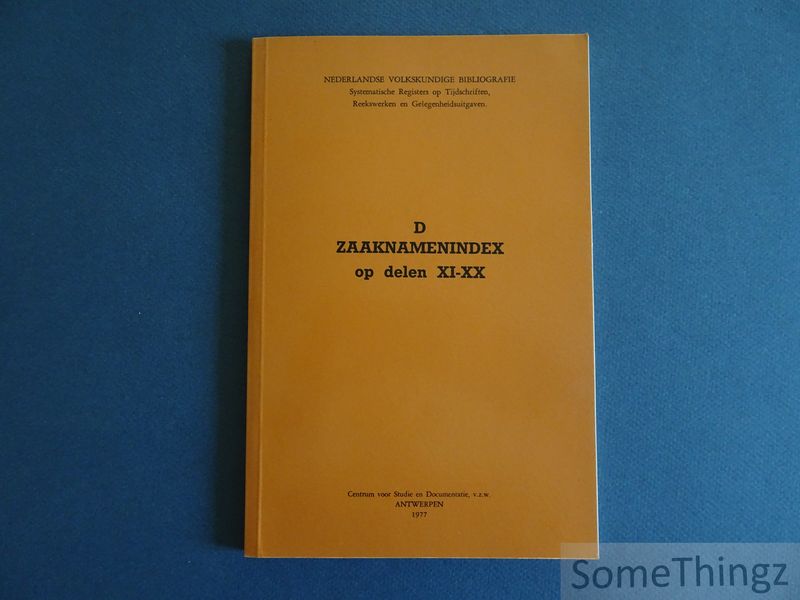 NEDERLANDSE VOLKSKUNDIGE BIBLIOGRAFIE
Systematische Registers op Tijdschriften,
Reekswerken en Gelegenheidsuitgaven.
D
ZAAKNAMENINDEX
op delen XI-XX
Centrum voor Studie en Documentatie, v.z.w.
ANTWERPEN
1977
SomeThingz